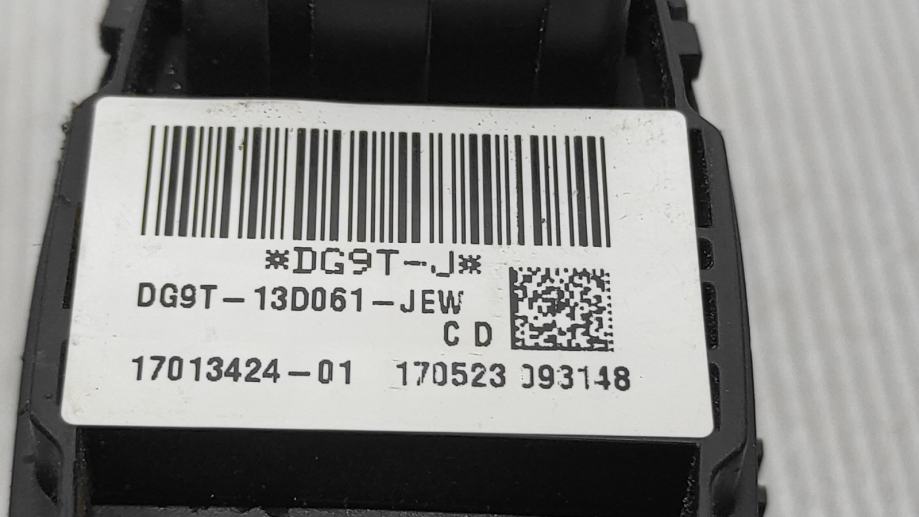 *DG9T-J*
DG9T-13D061-JEW
C D
17013424-01 170523 093148